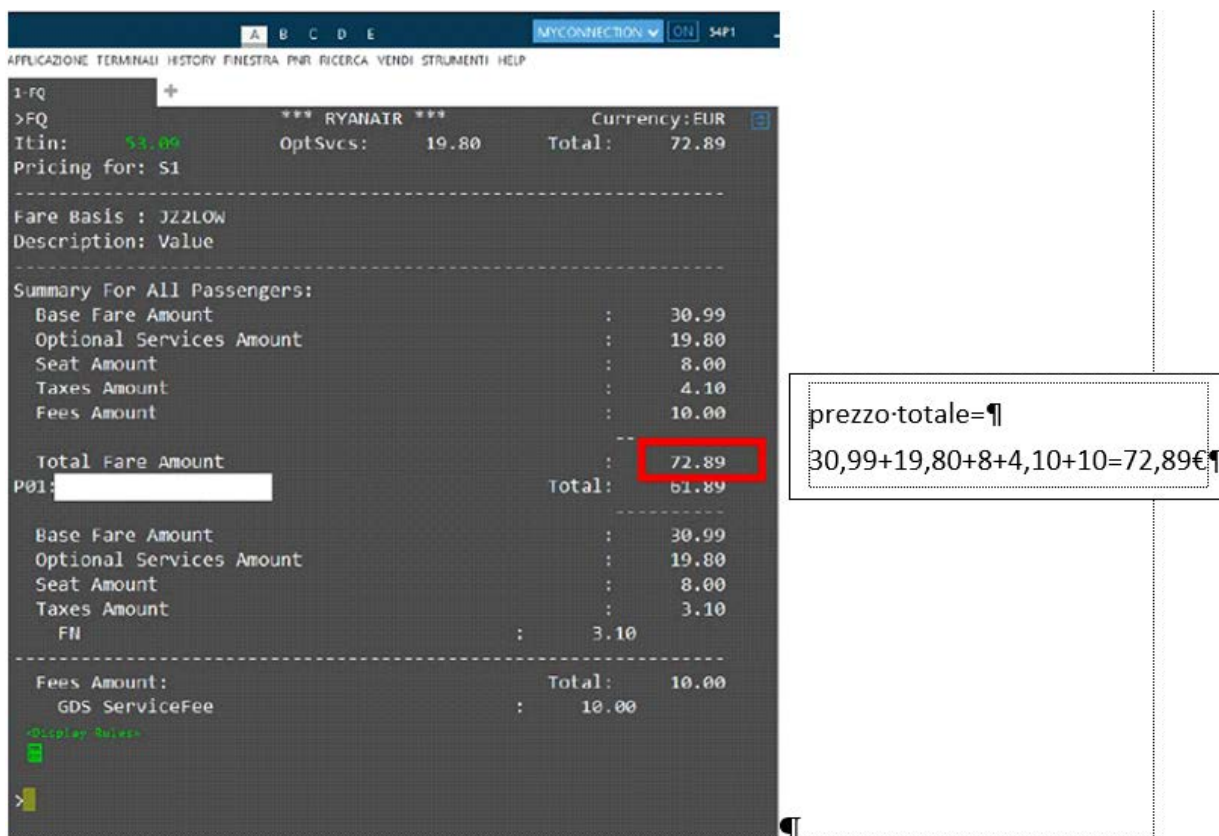 A B C D E MYCONNECTION ON S4P1
APPLICAZIONE TERMINALI HISTORY FINESTRA PNR RICERCA VENDI STRUMENTI HELP
1-FQ +
>FQ *** RYANAIR *** Currency:EUR
Itin: 53.09 OptSvcs: 19.80 Total: 72.89
Pricing for: S1
Fare Basis : JZ2LOW
Description: Value
Summary For All Passengers:
Base Fare Amount : 30.99
Optional Services Amount : 19.80
Seat Amount : 8.00
Taxes Amount : 4.10
Fees Amount : 10.00
Total Fare Amount : 72.89
P01: Total: 61.89
Base Fare Amount : 30.99
Optional Services Amount : 19.80
Seat Amount : 8.00
Taxes Amount : 3.10
FN : 3.10
Fees Amount: Total: 10.00
GDS ServiceFee : 10.00
<Display Rules>
>
prezzo·totale=¶
30,99+19,80+8+4,10+10=72,89€¶
¶